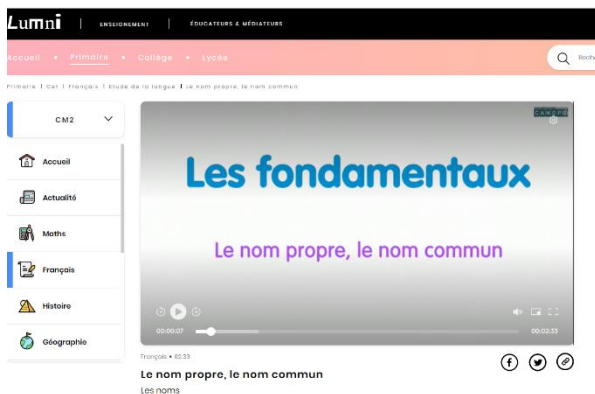 Lumni | ENSEIGNEMENT | ÉDUCATEURS & MÉDIATEURS
Accueil • Primaire • Collège • Lycée
Primaire | Cm1 | Français | Etude de la langue | Le nom propre, le nom commun
CM2
CANOPÉ
Accueil
Les fondamentaux
Actualité
Maths
Le nom propre, le nom commun
Français
Histoire
00:00:07
00:02:33
Géographie
Français • 02:33
Le nom propre, le nom commun
Les noms